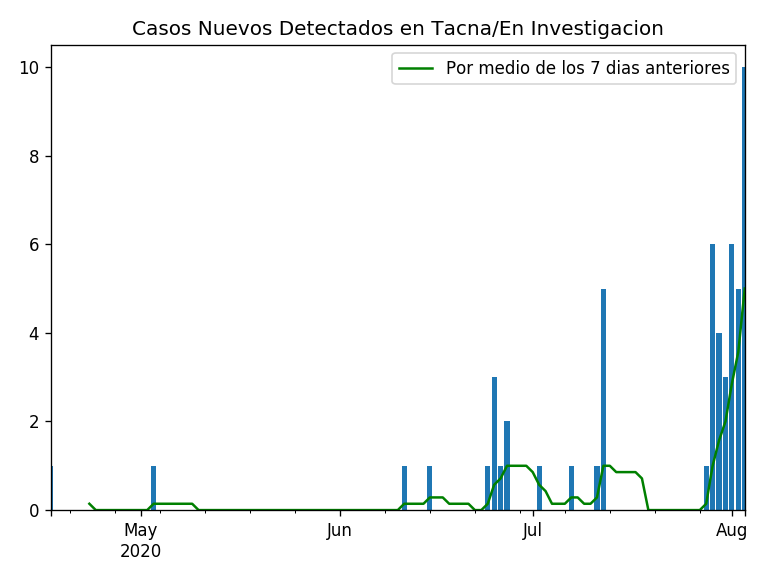 Casos Nuevos Detectados en Tacna/En Investigacion
Por medio de los 7 dias anteriores
10
8
6
4
2
0
May
2020
Jun
Jul
Aug